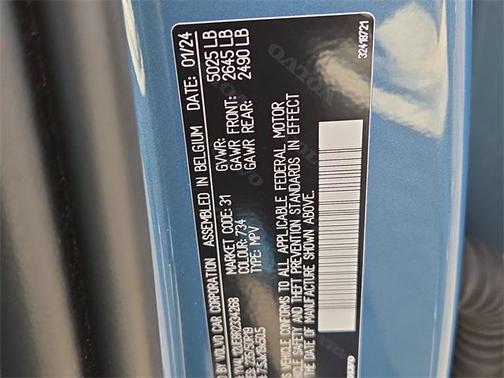 BY VOLVO CAR CORPORATION ASSEMBLED IN BELGIUM DATE: 01/24
MARKET CODE: 31 GVWR: 5025 LB
COLOUR: 734 GAWR FRONT: 2645 LB
TYPE: MPV GAWR REAR: 2490 LB
VEHICLE CONFORMS TO ALL APPLICABLE FEDERAL MOTOR
VEHICLE SAFETY AND THEFT PREVENTION STANDARDS IN EFFECT
OF MANUFACTURE SHOWN ABOVE.
32418721